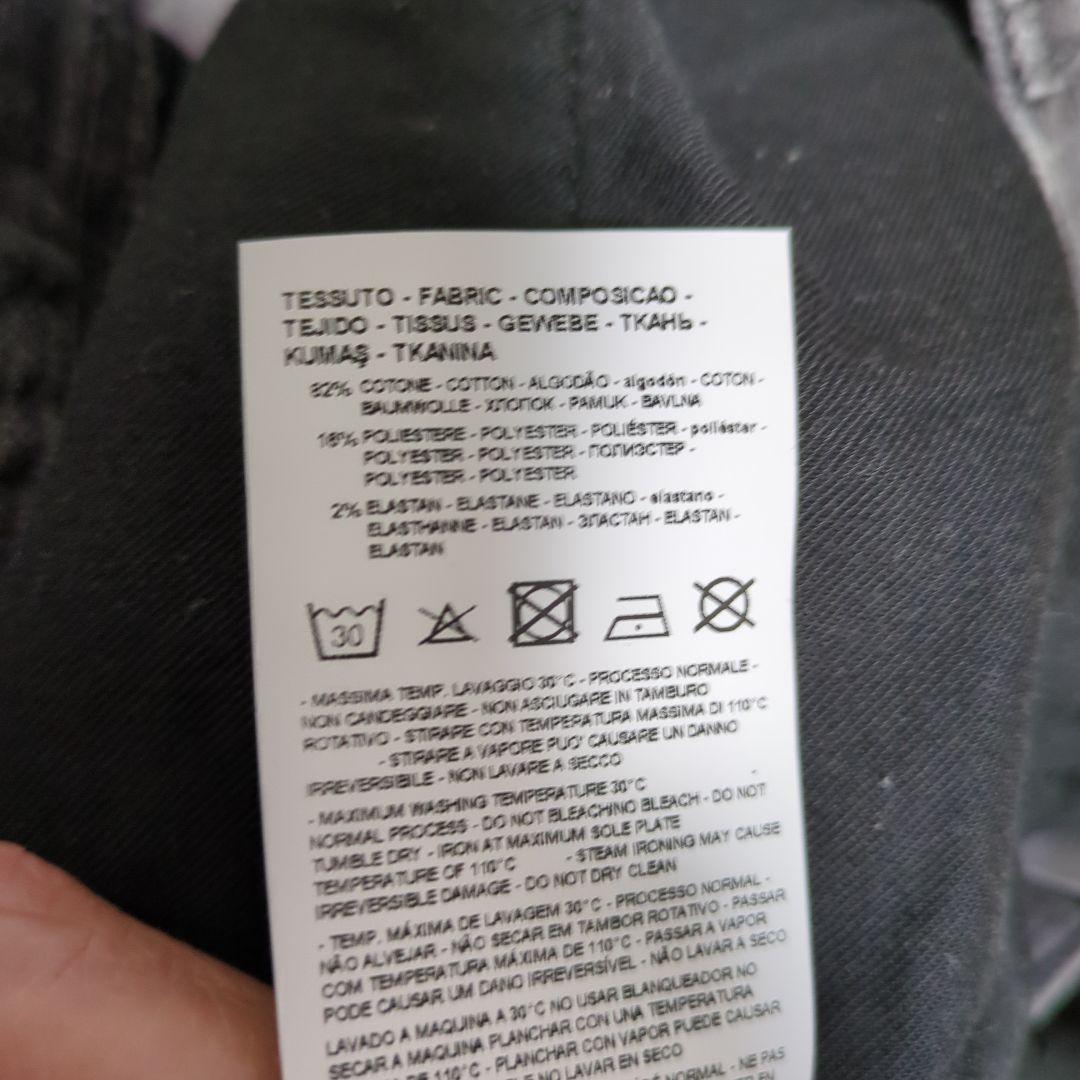 TESSUTO - FABRIC - COMPOSICAO -
TEJIDO - TISSUS - GEWEBE - ТКАНЬ -
KUMAŞ - TKANINA
82% COTONE - COTTON - ALGODÃO - algodón - COTON -
BAUMWOLLE - ХЛОПОК - PAMUK - BAVLNA
16% POLIESTERE - POLYESTER - POLIÉSTER - poliéster -
POLYESTER - POLYESTER - ПОЛИЭСТЕР -
POLYESTER - POLYESTER
2% ELASTAN - ELASTANE - ELASTANO - elastano -
ELASTHANNE - ELASTAN - ЭЛАСТАН - ELASTAN -
ELASTAN
30
- MASSIMA TEMP. LAVAGGIO 30°C - PROCESSO NORMALE -
NON CANDEGGIARE - NON ASCIUGARE IN TAMBURO
ROTATIVO - STIRARE CON TEMPERATURA MASSIMA DI 110°C
- STIRARE A VAPORE PUO' CAUSARE UN DANNO
IRREVERSIBILE - NON LAVARE A SECCO
- MAXIMUM WASHING TEMPERATURE 30°C
NORMAL PROCESS - DO NOT BLEACHINO BLEACH - DO NOT
TUMBLE DRY - IRON AT MAXIMUM SOLE PLATE
TEMPERATURE OF 110°C - STEAM IRONING MAY CAUSE
IRREVERSIBLE DAMAGE - DO NOT DRY CLEAN
- TEMP. MÁXIMA DE LAVAGEM 30°C - PROCESSO NORMAL -
NÃO ALVEJAR - NÃO SECAR EM TAMBOR ROTATIVO - PASSAR
COM TEMPERATURA MÁXIMA DE 110°C - PASSAR A VAPOR
PODE CAUSAR UM DANO IRREVERSÍVEL - NÃO LAVAR A SECO
LAVADO A MAQUINA A 30°C NO USAR BLANQUEADOR NO
SECAR A MAQUINA PLANCHAR CON UNA TEMPERATURA
DE 110°C - PLANCHAR CON VAPOR PUEDE CAUSAR
NO LAVAR EN SECO
NORMAL - NE PAS